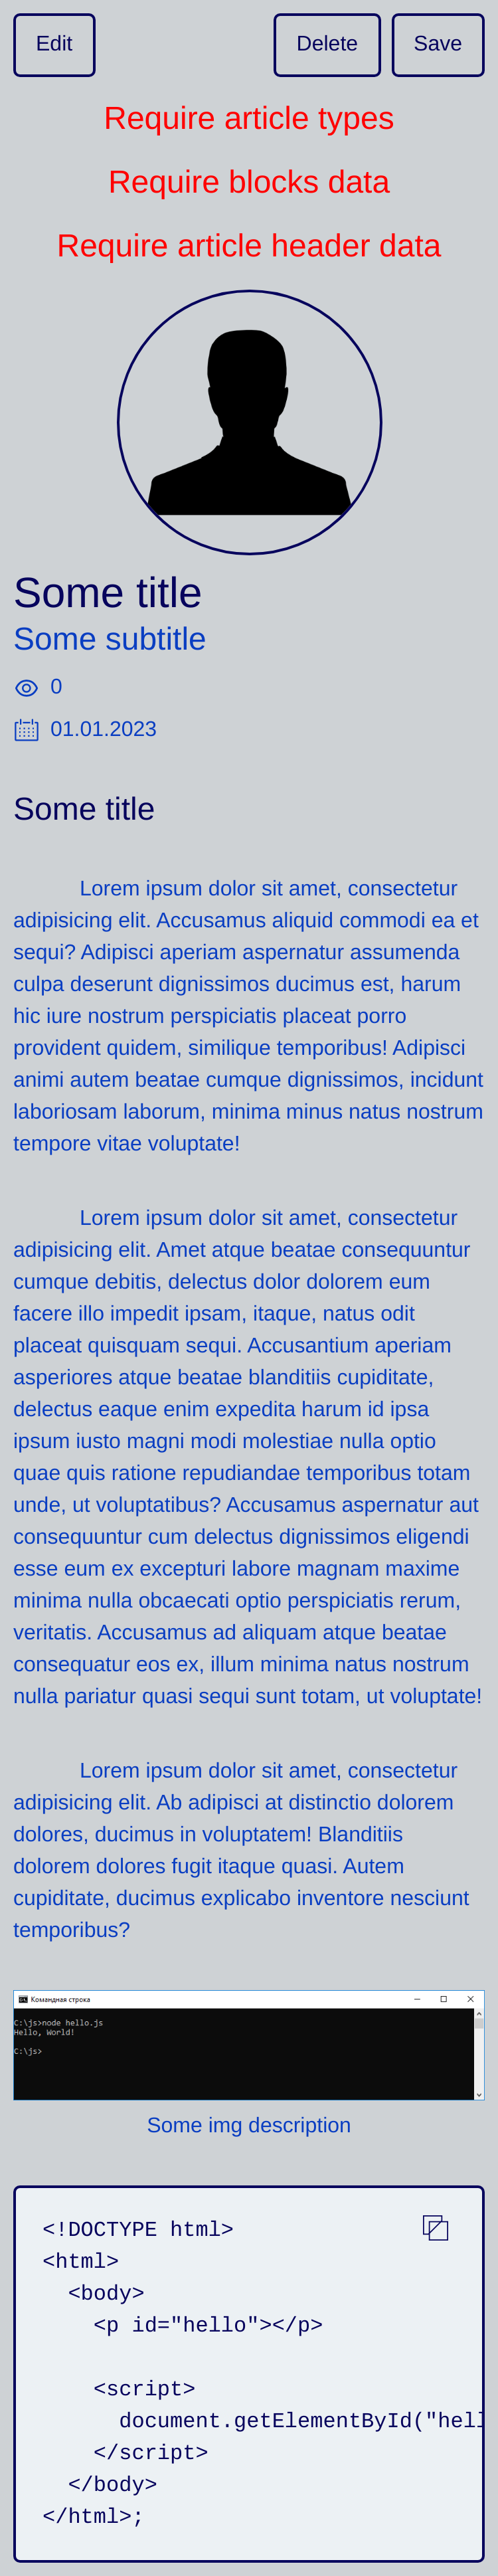 Edit
Delete
Save
Require article types
Require blocks data
Require article header data
Some title
Some subtitle
0
01.01.2023
Some title
Lorem ipsum dolor sit amet, consectetur
adipisicing elit. Accusamus aliquid commodi ea et
sequi? Adipisci aperiam aspernatur assumenda
culpa deserunt dignissimos ducimus est, harum
hic iure nostrum perspiciatis placeat porro
provident quidem, similique temporibus! Adipisci
animi autem beatae cumque dignissimos, incidunt
laboriosam laborum, minima minus natus nostrum
tempore vitae voluptate!
Lorem ipsum dolor sit amet, consectetur
adipisicing elit. Amet atque beatae consequuntur
cumque debitis, delectus dolor dolorem eum
facere illo impedit ipsam, itaque, natus odit
placeat quisquam sequi. Accusantium aperiam
asperiores atque beatae blanditiis cupiditate,
delectus eaque enim expedita harum id ipsa
ipsum iusto magni modi molestiae nulla optio
quae quis ratione repudiandae temporibus totam
unde, ut voluptatibus? Accusamus aspernatur aut
consequuntur cum delectus dignissimos eligendi
esse eum ex excepturi labore magnam maxime
minima nulla obcaecati optio perspiciatis rerum,
veritatis. Accusamus ad aliquam atque beatae
consequatur eos ex, illum minima natus nostrum
nulla pariatur quasi sequi sunt totam, ut voluptate!
Lorem ipsum dolor sit amet, consectetur
adipisicing elit. Ab adipisci at distinctio dolorem
dolores, ducimus in voluptatem! Blanditiis
dolorem dolores fugit itaque quasi. Autem
cupiditate, ducimus explicabo inventore nesciunt
temporibus?
Командная строка
C:\js>node hello.js
Hello, World!
C:\js>
Some img description
<!DOCTYPE html>
<html>
  <body>
    <p id="hello"></p>
    <script>
      document.getElementById("hell
    </script>
  </body>
</html>;